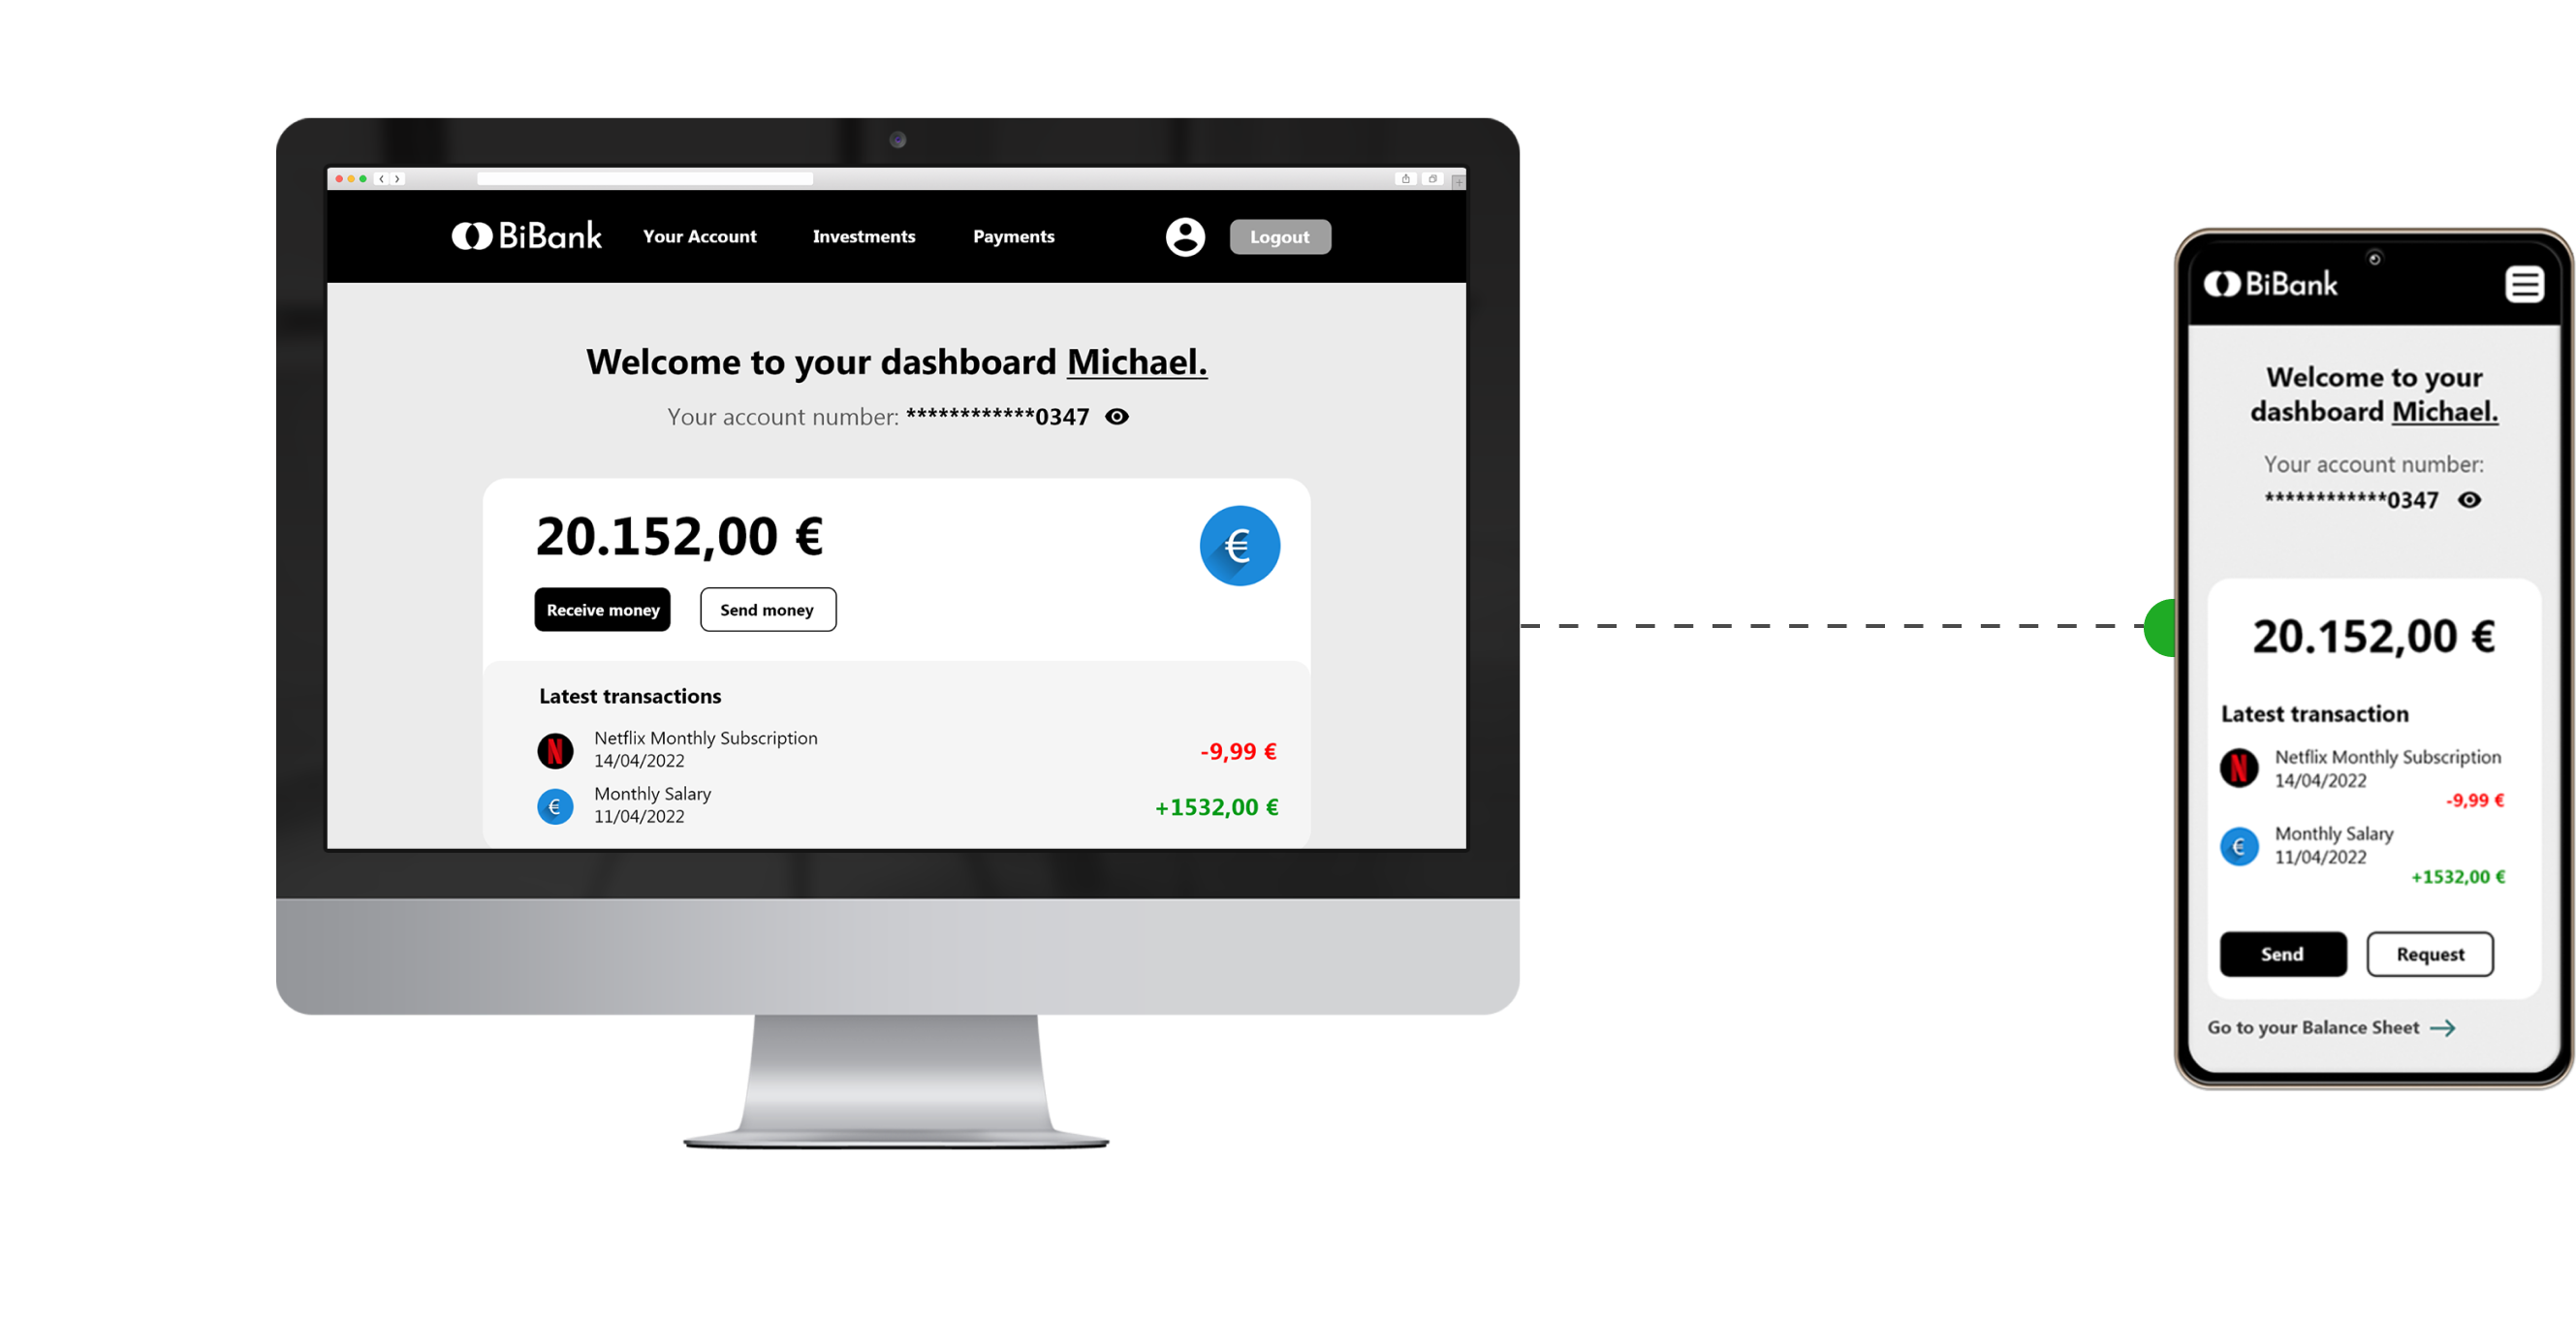 BiBank
Your Account
Investments
Payments
Logout
Welcome to your dashboard Michael.
Your account number: ************0347
20.152,00 €
€
Receive money
Send money
Latest transactions
N
Netflix Monthly Subscription
14/04/2022
-9,99 €
€
Monthly Salary
11/04/2022
+1532,00 €
BiBank
Welcome to your
dashboard Michael.
Your account number:
************0347
20.152,00 €
Latest transaction
N
Netflix Monthly Subscription
14/04/2022
-9,99 €
€
Monthly Salary
11/04/2022
+1532,00 €
Send
Request
Go to your Balance Sheet